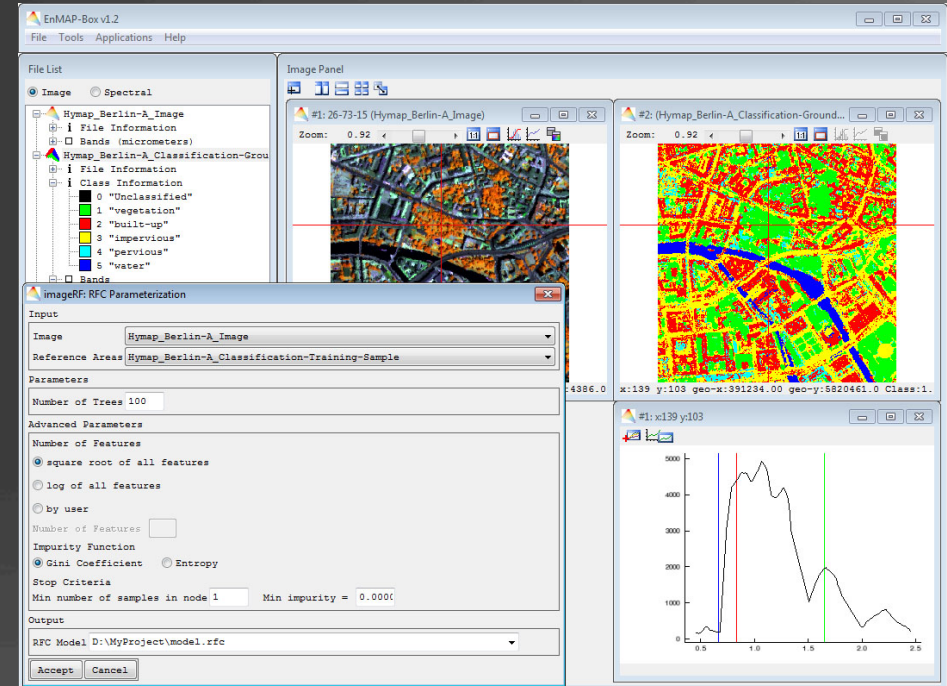 EnMAP-Box v1.2
File Tools Applications Help
File List
Image Spectral
Hymap_Berlin-A_Image
i File Information
Bands (micrometers)
Hymap_Berlin-A_Classification-Grou
i File Information
i Class Information
0 "Unclassified"
1 "vegetation"
2 "built-up"
3 "impervious"
4 "pervious"
5 "water"
Bands
Image Panel
#1: 26-73-15 (Hymap_Berlin-A_Image)
Zoom: 0.92
1:1
:4386.0
#2: (Hymap_Berlin-A_Classification-Ground...
Zoom: 0.92
1:1
x:139 y:103 geo-x:391234.00 geo-y:5820461.0 Class:1.
imageRF: RFC Parameterization
Input
Image Hymap_Berlin-A_Image
Reference Areas Hymap_Berlin-A_Classification-Training-Sample
Parameters
Number of Trees 100
Advanced Parameters
Number of Features
square root of all features
log of all features
by user
Number of Features
Impurity Function
Gini Coefficient Entropy
Stop Criteria
Min number of samples in node 1 Min impurity = 0.000
Output
RFC Model D:\MyProject\model.rfc
Accept Cancel
#1: x:139 y:103
5000
4000
3000
2000
1000
0
0.5 1.0 1.5 2.0 2.5